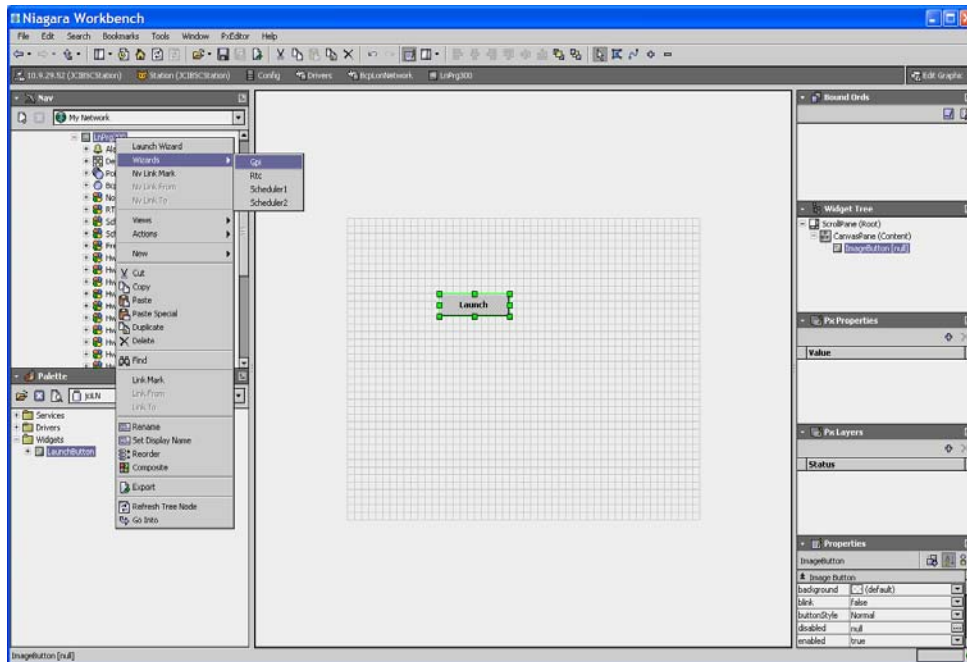 Niagara Workbench
File Edit Search Bookmarks Tools Window PxEditor Help
10.9.29.52 (JCIBSCStation) Station (JCIBSCStation) Config Drivers BcpLonNetwork LnPrg300 Edit Graphic
Nav
My Network
LnPrg300
Launch Wizard
Wizards
Nv Link Mark
Nv Link From
Nv Link To
Views
Actions
New
Cut
Copy
Paste
Paste Special
Duplicate
Delete
Find
Link Mark
Link From
Link To
Rename
Set Display Name
Reorder
Composite
Export
Refresh Tree Node
Go Into
Gpi
Rtc
Scheduler1
Scheduler2
Palette
Services
Drivers
Widgets
LaunchButton
Launch
Bound Ords
Widget Tree
ScrollPane (Root)
CanvasPane (Content)
ImageButton [null]
Px Properties
Value
Px Layers
Status
Properties
ImageButton
Image Button
background (default)
blink false
buttonStyle Normal
disabled null
enabled true
ImageButton [null]